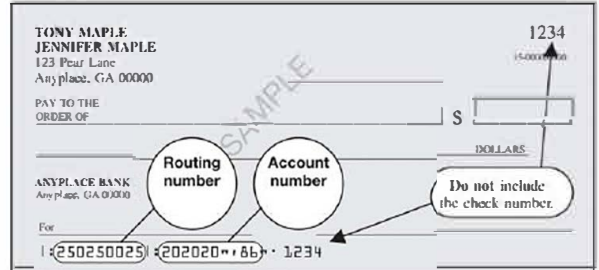 TONY MAPLE
JENNIFER MAPLE
123 Pear Lane
Anyplace, GA 00000
1234
SAMPLE
PAY TO THE
ORDER OF
$
DOLLARS
Routing
number
Account
number
ANYPLACE BANK
Anyplace, GA 00000
Do not include
the check number.
For
250250025 202020 86 1234